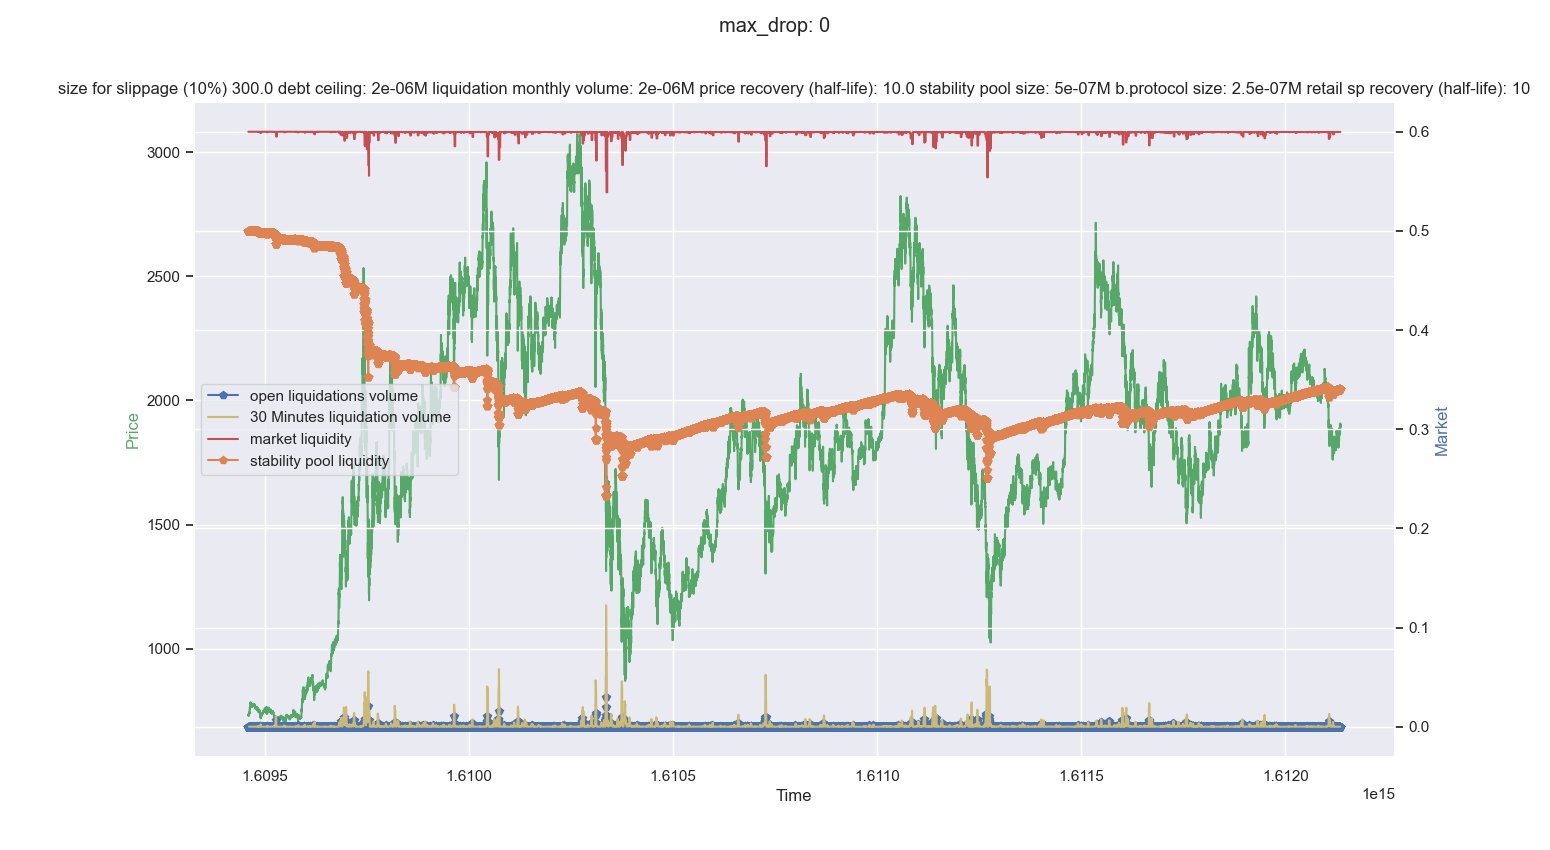 max_drop: 0
size for slippage (10%) 300.0 debt ceiling: 2e-06M liquidation monthly volume: 2e-06M price recovery (half-life): 10.0 stability pool size: 5e-07M b.protocol size: 2.5e-07M retail sp recovery (half-life): 10
3000
2500
2000
1500
1000
Price
0.6
0.5
0.4
0.3
0.2
0.1
0.0
Market
open liquidations volume
30 Minutes liquidation volume
market liquidity
stability pool liquidity
1.6095 1.6100 1.6105 1.6110 1.6115 1.6120
Time
1e15